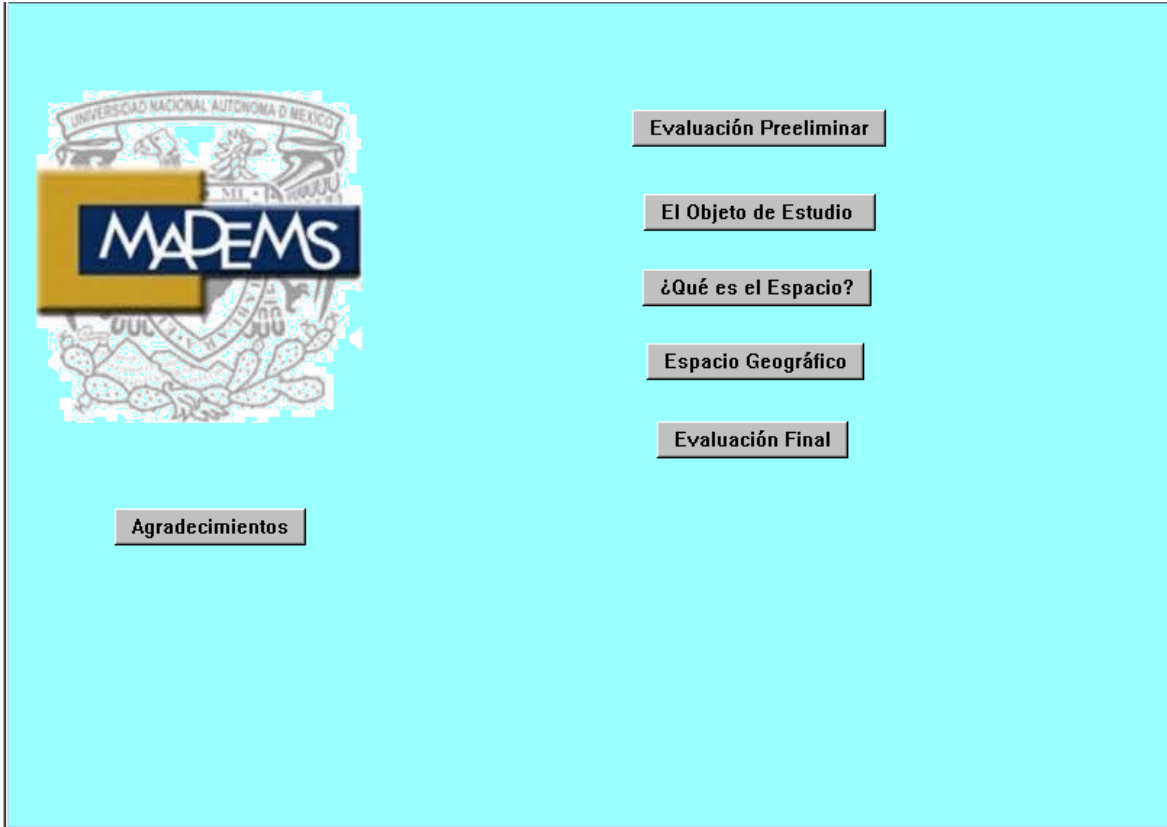 UNIVERSIDAD NACIONAL AUTONOMA D MEXICO
MADEMS
Evaluación Preeliminar
El Objeto de Estudio
¿Qué es el Espacio?
Espacio Geográfico
Evaluación Final
Agradecimientos